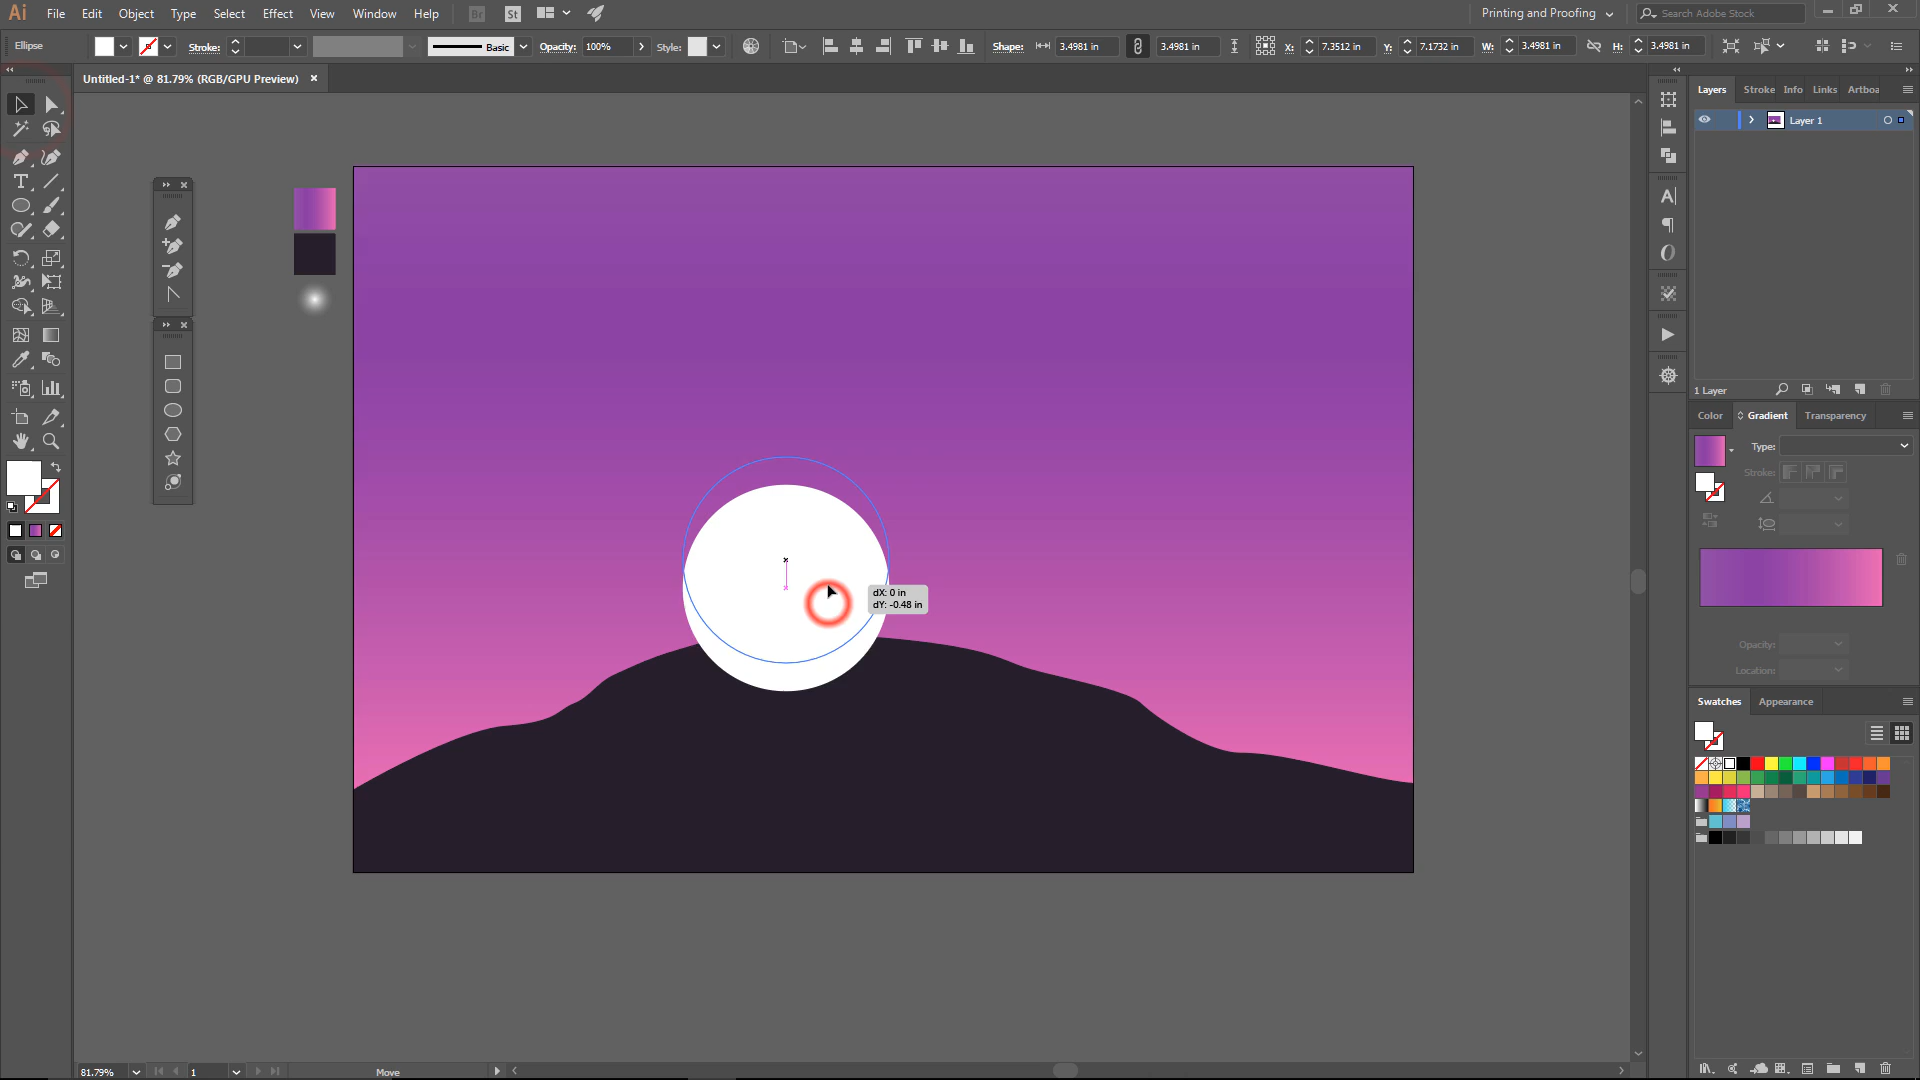 Ai File Edit Object Type Select Effect View Window Help Br St Printing and Proofing Search Adobe Stock
Ellipse Stroke: Basic Opacity: 100% Style: Shape: 3.4981 in 3.4981 in X: 7.3512 in Y: 7.1732 in W: 3.4981 in H: 3.4981 in
Untitled-1* @ 81.79% (RGB/GPU Preview) ×
Layers Stroke Info Links Artboa
Layer 1
dX: 0 in
dY: -0.48 in
1 Layer
Color Gradient Transparency
Type:
Stroke:
Opacity:
Location:
Swatches Appearance
81.79% 1 Move